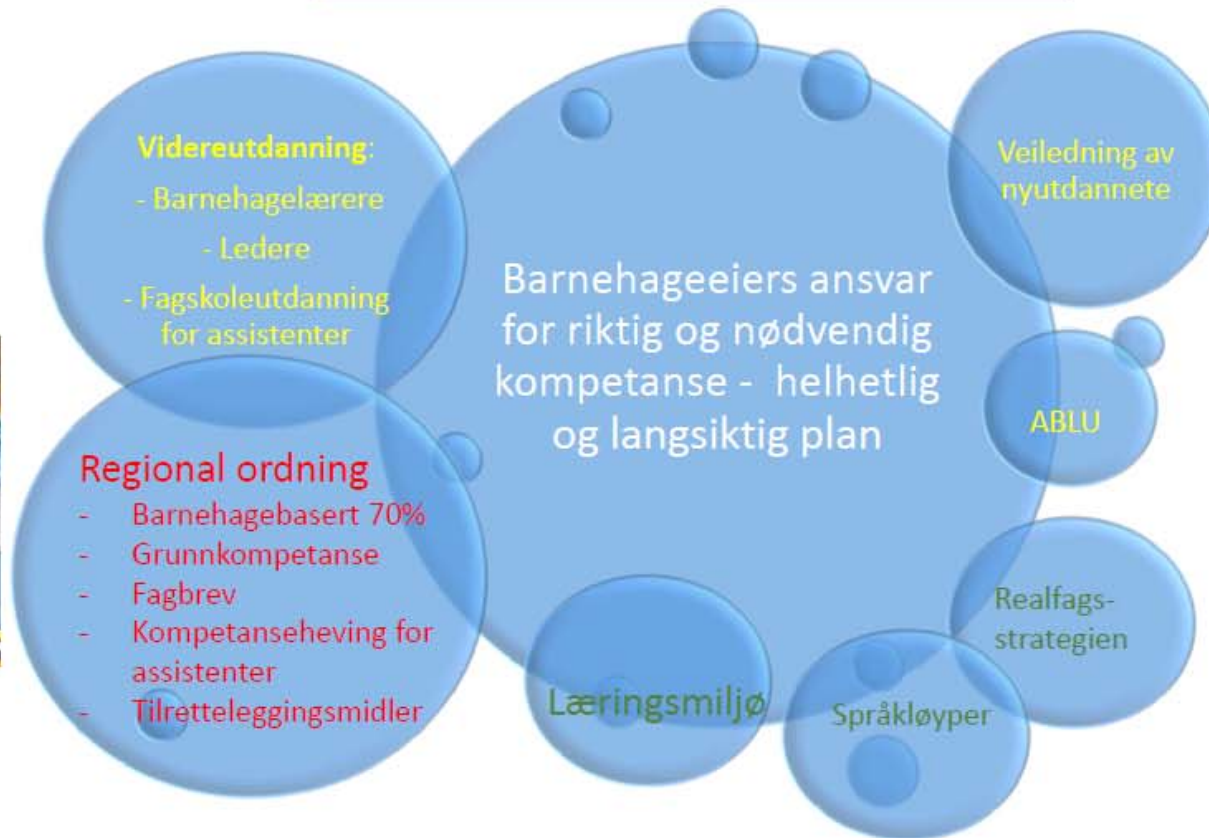 Videreutdanning:
- Barnehagelærere
- Ledere
- Fagskoleutdanning
for assistenter
Regional ordning
- Barnehagebasert 70%
- Grunnkompetanse
- Fagbrev
- Kompetanseheving for
assistenter
- Tilretteleggingsmidler
Barnehageeiers ansvar
for riktig og nødvendig
kompetanse - helhetlig
og langsiktig plan
Veiledning av
nyutdannete
ABLU
Realfags-
strategien
Språkløyper
Læringsmiljø